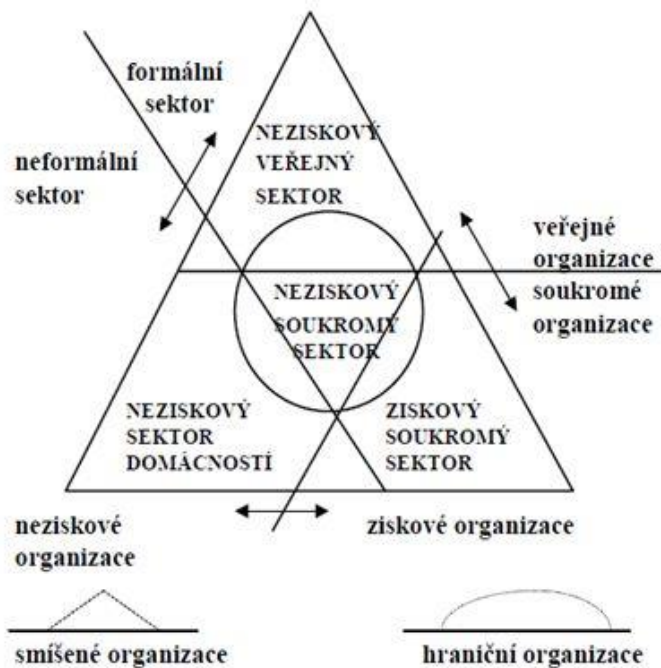 formální
sektor
neformální
sektor
NEZISKOVÝ
VEŘEJNÝ
SEKTOR
veřejné
organizace
soukromé
organizace
NEZISKOVÝ
SOUKROMÝ
SEKTOR
NEZISKOVÝ
SEKTOR
DOMÁCNOSTÍ
ZISKOVÝ
SOUKROMÝ
SEKTOR
neziskové
organizace
ziskové organizace
smíšené organizace
hraniční organizace